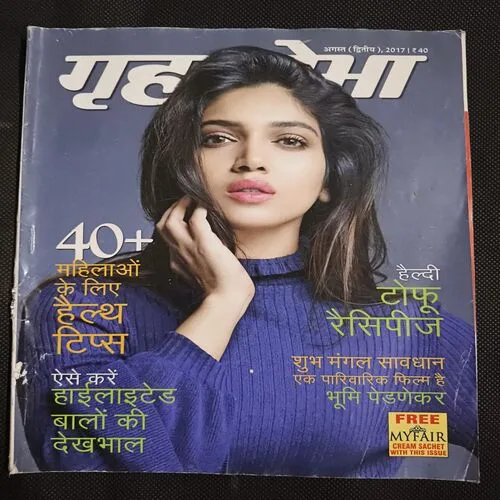 अगस्त (द्वितीय), 2017 | ₹ 40
गृहशोभा
40+
महिलाओं
के लिए
हैल्थ
टिप्स
ऐसे करें
हाईलाइटेड
बालों की
देखभाल
हैल्दी
टोफू
रैसिपीज
शुभ मंगल सावधान
एक पारिवारिक फिल्म है
भूमि पेडणेकर
FREE
MYFAIR
CREAM SACHET
WITH THIS ISSUE